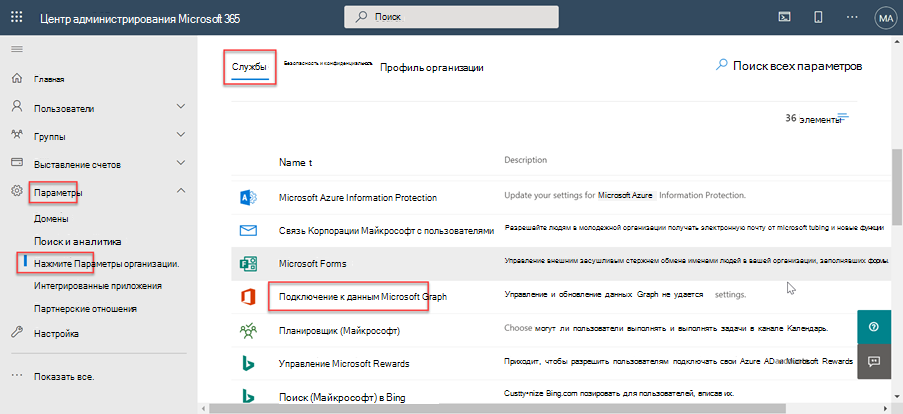 Центр администрирования Microsoft 365
Поиск
MA
Главная
Пользователи
Группы
Выставление счетов
Параметры
Домены
Поиск и аналитика
Нажмите Параметры организации.
Интегрированные приложения
Партнерские отношения
Настройка
Показать все.
Службы
Безопасность и конфиденциальность
Профиль организации
Поиск всех параметров
36 элементы
Name t
Description
Microsoft Azure Information Protection
Update your settings for Microsoft Azure Information Protection.
Связь Корпорации Майкрософт с пользователями
Разрешайте людям в молодежной организации получать электронную почту от microsoft tubing и новые функции
Microsoft Forms
Управление внешним засушливым стержнем обмена именами людей в вашей организации, заполнявших формы.
Подключение к данным Microsoft Graph
Управление и обновление данных Graph не удается settings.
Планировщик (Майкрософт)
Choose могут ли пользователи выполнять и выполнять задачи в канале Календарь.
Управление Microsoft Rewards
Приходит, чтобы разрешить пользователям подключать свои Azure AD и Microsoft Rewards
Поиск (Майкрософт) в Bing
Custty•nize Bing.com позировать для пользователей, вписав их.